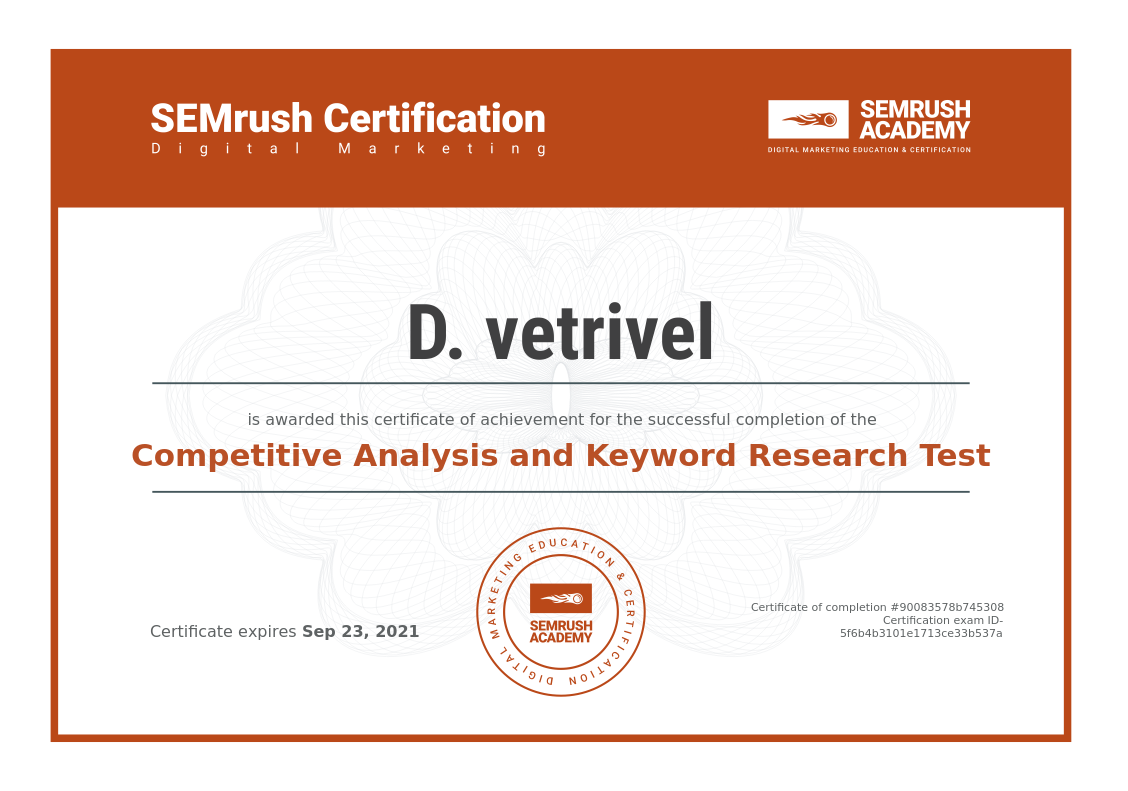 SEMrush Certification
Digital Marketing
SEMRUSH
ACADEMY
DIGITAL MARKETING EDUCATION & CERTIFICATION
D. vetrivel
is awarded this certificate of achievement for the successful completion of the
Competitive Analysis and Keyword Research Test
DIGITAL MARKETING EDUCATION & CERTIFICATION
SEMRUSH
ACADEMY
Certificate expires Sep 23, 2021
Certificate of completion #90083578b745308
Certification exam ID-
5f6b4b3101e1713ce33b537a